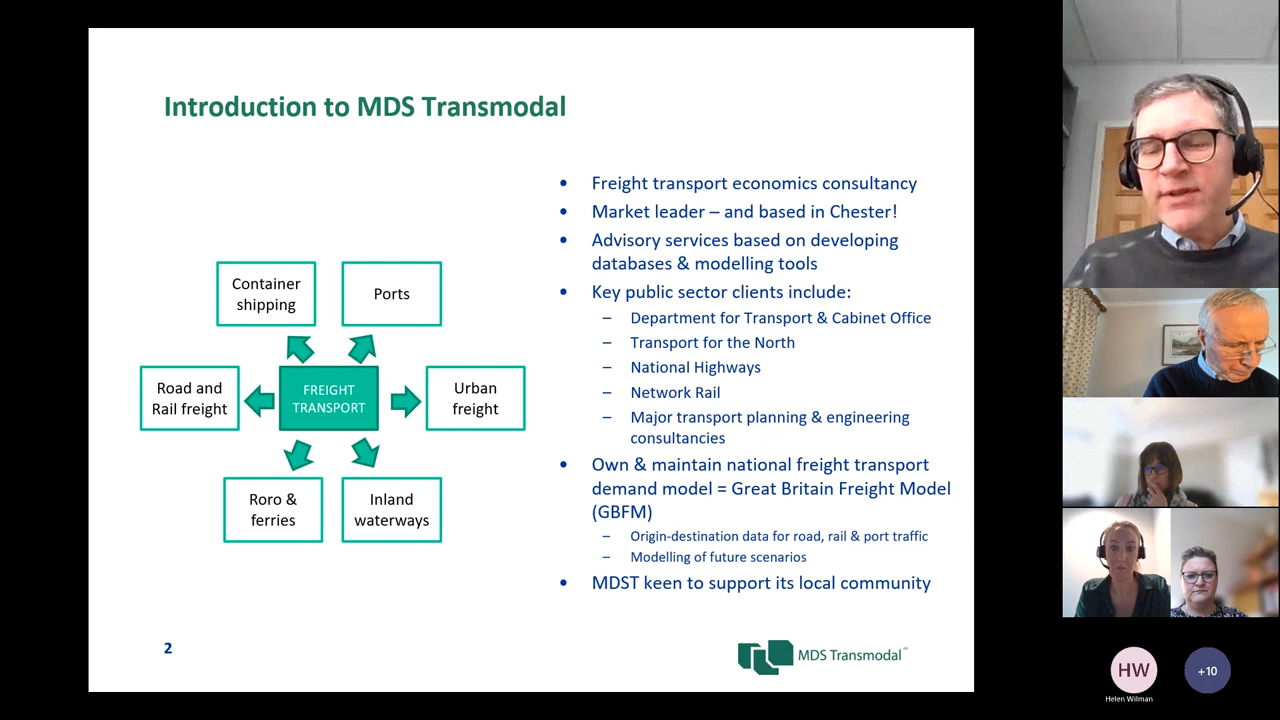 Introduction to MDS Transmodal
Container
shipping
Ports
Road and
Rail freight
FREIGHT
TRANSPORT
Urban
freight
Roro &
ferries
Inland
waterways
• Freight transport economics consultancy
• Market leader – and based in Chester!
• Advisory services based on developing
databases & modelling tools
• Key public sector clients include:
– Department for Transport & Cabinet Office
– Transport for the North
– National Highways
– Network Rail
– Major transport planning & engineering
consultancies
• Own & maintain national freight transport
demand model = Great Britain Freight Model
(GBFM)
– Origin-destination data for road, rail & port traffic
– Modelling of future scenarios
• MDST keen to support its local community
2
MDS Transmodal
HW
+10
Helen Wilman